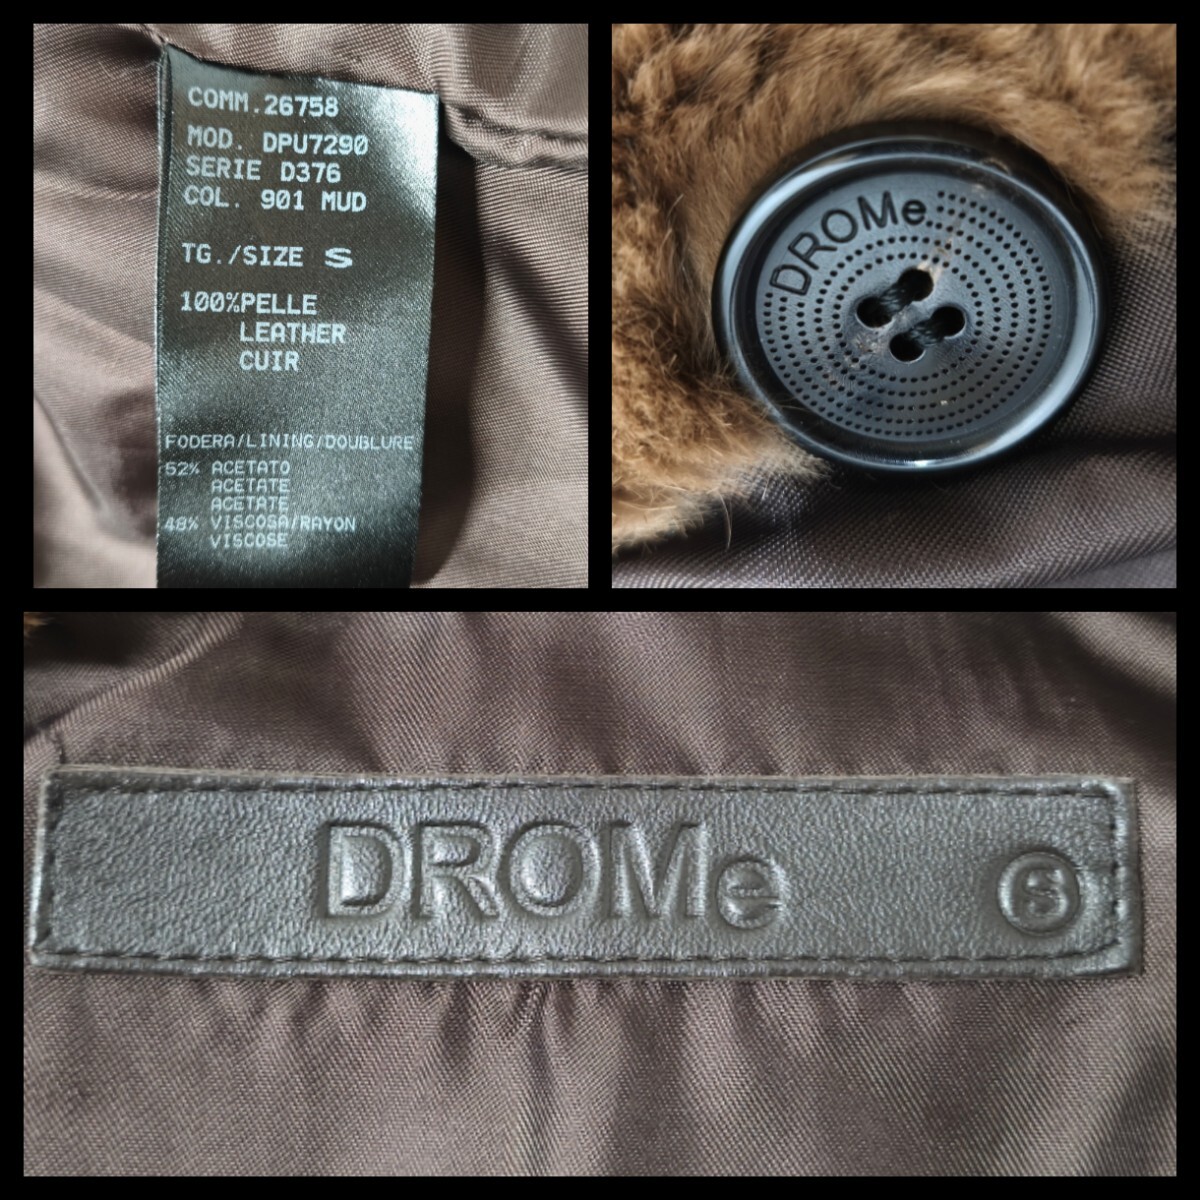 COMM.26758
MOD. DPU7290
SERIE D376
COL. 901 MUD
TG./SIZE S
100%PELLE
LEATHER
CUIR
FODERA/LINING/DOUBLURE
52% ACETATO
ACETATE
ACETATE
48% VISCOSA/RAYON
VISCOSE
DROMe
DROMe S